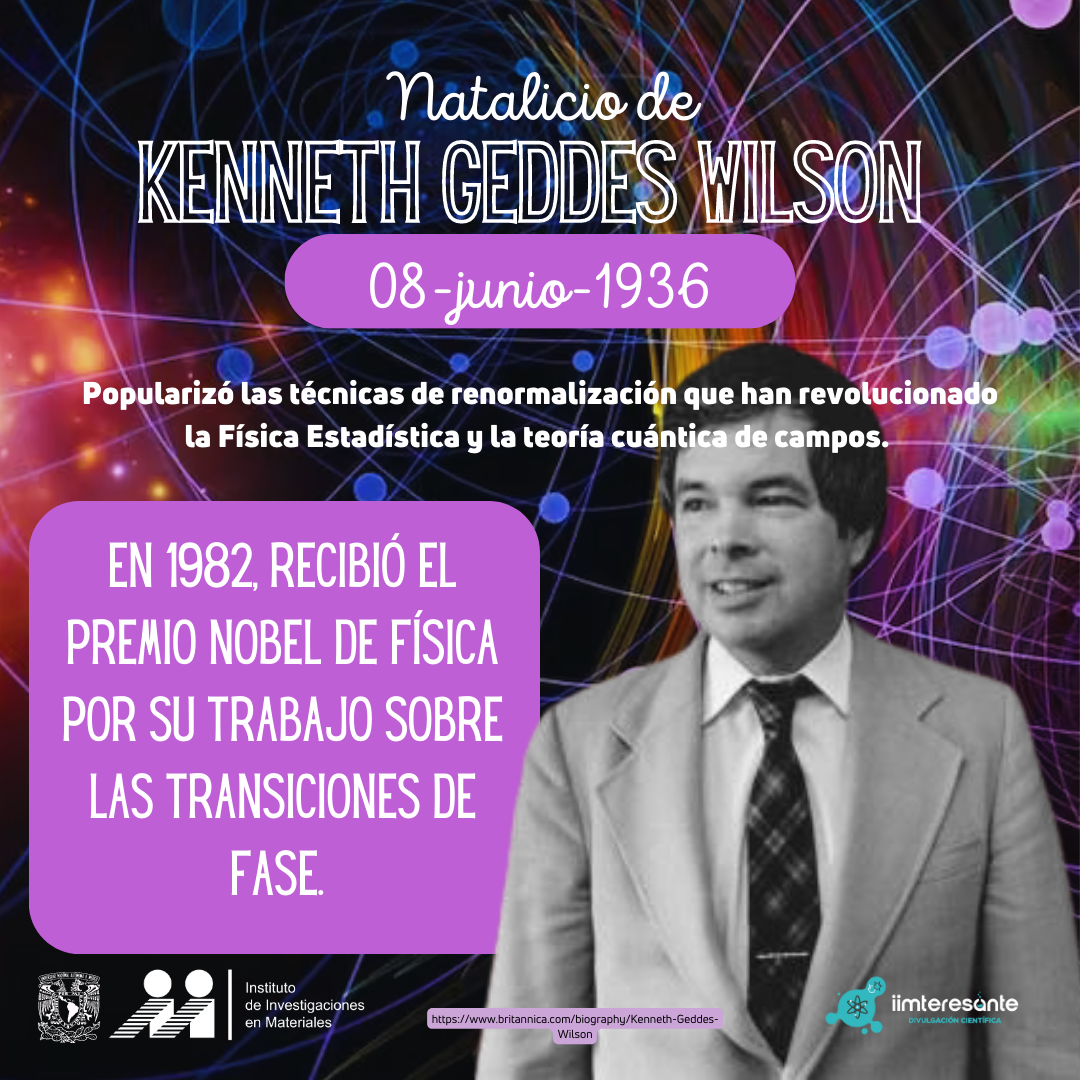 Natalicio de
KENNETH GEDDES WILSON
08-junio-1936
Popularizó las técnicas de renormalización que han revolucionado
la Física Estadística y la teoría cuántica de campos.
EN 1982, RECIBIÓ EL
PREMIO NOBEL DE FÍSICA
POR SU TRABAJO SOBRE
LAS TRANSICIONES DE
FASE.
Instituto
de Investigaciones
en Materiales
https://www.britannica.com/biography/Kenneth-Geddes-
Wilson
iimteresante
DIVULGACIÓN CIENTÍFICA